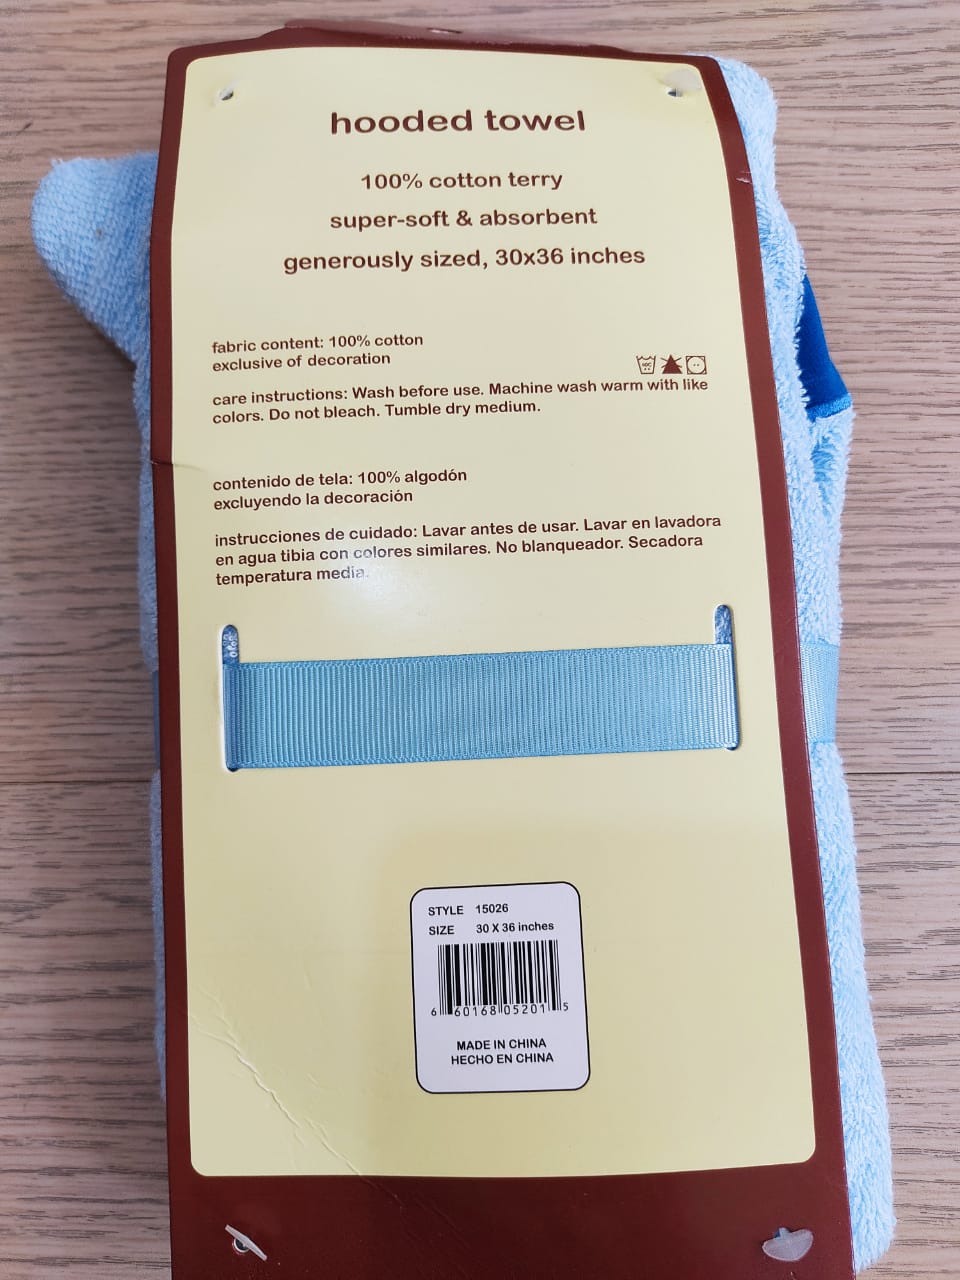 hooded towel
100% cotton terry
super-soft & absorbent
generously sized, 30x36 inches
fabric content: 100% cotton
exclusive of decoration
care instructions: Wash before use. Machine wash warm with like
colors. Do not bleach. Tumble dry medium.
contenido de tela: 100% algodón
excluyendo la decoración
instrucciones de cuidado: Lavar antes de usar. Lavar en lavadora
en agua tibia con colores similares. No blanqueador. Secadora
temperatura media.
STYLE 15026
SIZE 30 X 36 inches
6 60168 05201 5
MADE IN CHINA
HECHO EN CHINA